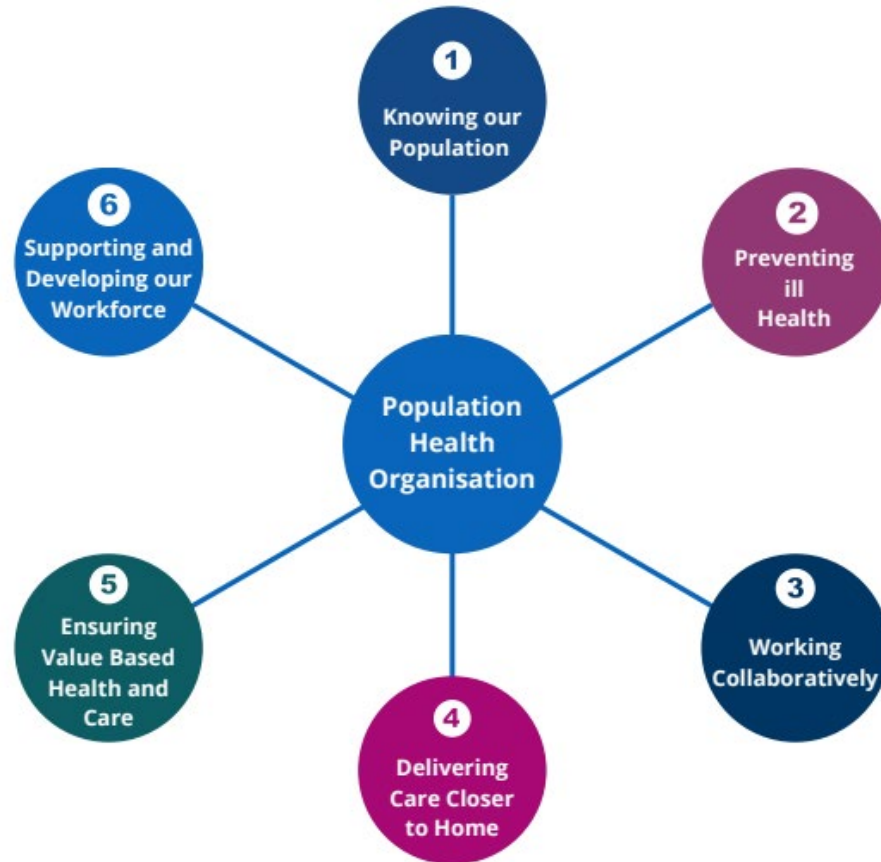 1
Knowing our
Population
2
Preventing
ill
Health
3
Working
Collaboratively
4
Delivering
Care Closer
to Home
5
Ensuring
Value Based
Health and
Care
6
Supporting and
Developing our
Workforce
Population
Health
Organisation